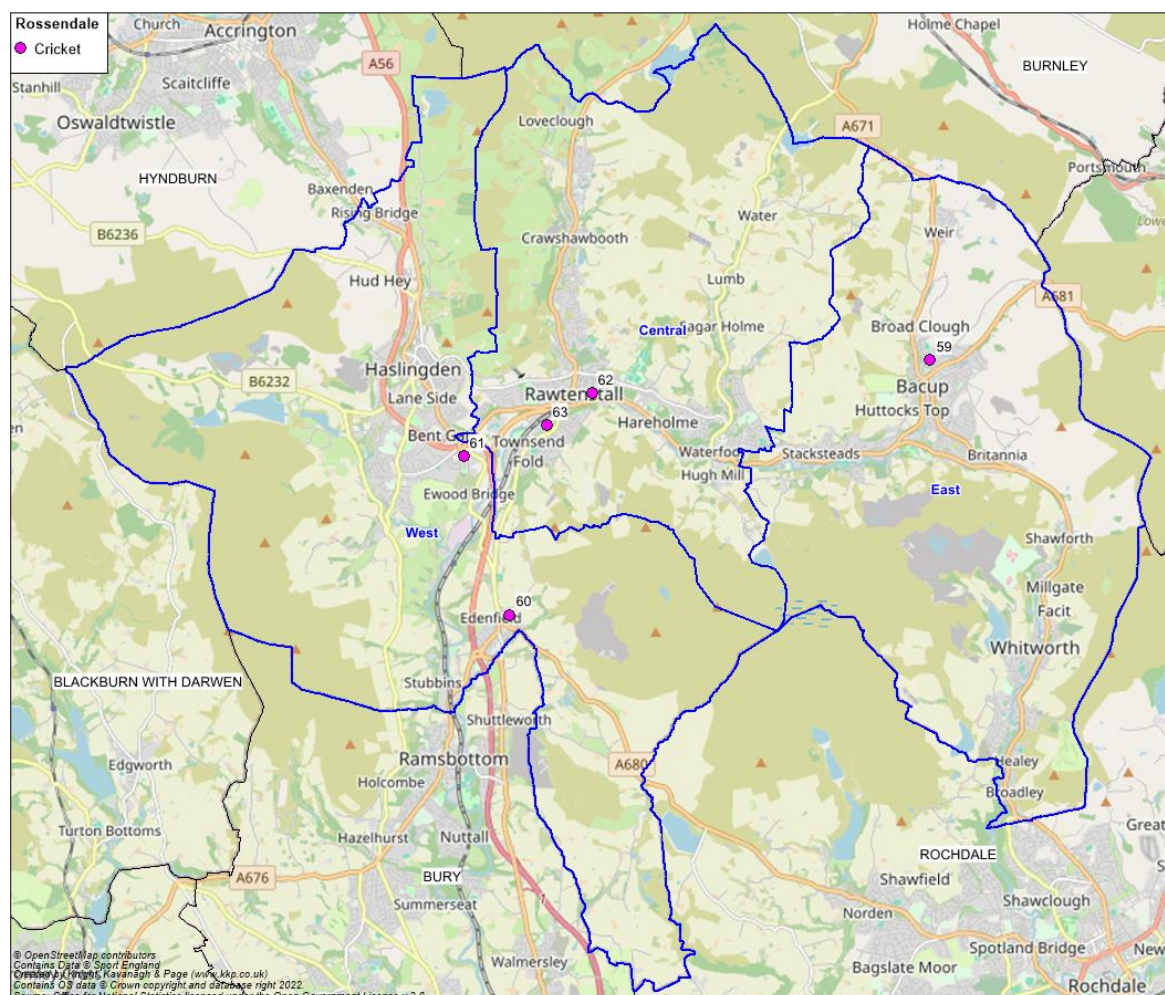 Rossendale
Cricket
Church
Accrington
A56
Holme Chapel
BURNLEY
Stanhill
Scaitcliffe
Oswaldtwistle
Loveclough
A671
Portsmouth
HYNDBURN
Baxenden
Rising Bridge
B6236
Water
Weir
Crawshawbooth
Hud Hey
Lumb
A681
Central
Broad Clough
59
Haslingden
B6232
Lane Side
62
Rawtenstall
Bacup
63
Huttocks Top
Hareholme
Townsend
Fold
61
Stacksteads
Britannia
Hugh Mill
Ewood Bridge
East
West
Shawforth
Millgate
Facit
60
Edenfield
Whitworth
BLACKBURN WITH DARWEN
Stubbins
Shuttleworth
Edgworth
Ramsbottom
A680
Healey
Holcombe
Broadley
Turton Bottoms
Hazelhurst
Nuttall
ROCHDALE
A676
BURY
Shawfield
Summerseat
Shawclough
Norden
Spotland Bridge
Walmersley
Bagslate Moor
Rochdale
© OpenStreetMap contributors
Contains Data © Sport England
Created by Knight, Kavanagh & Page (www.kkp.co.uk)
Contains OS data © Crown copyright and database right 2022.